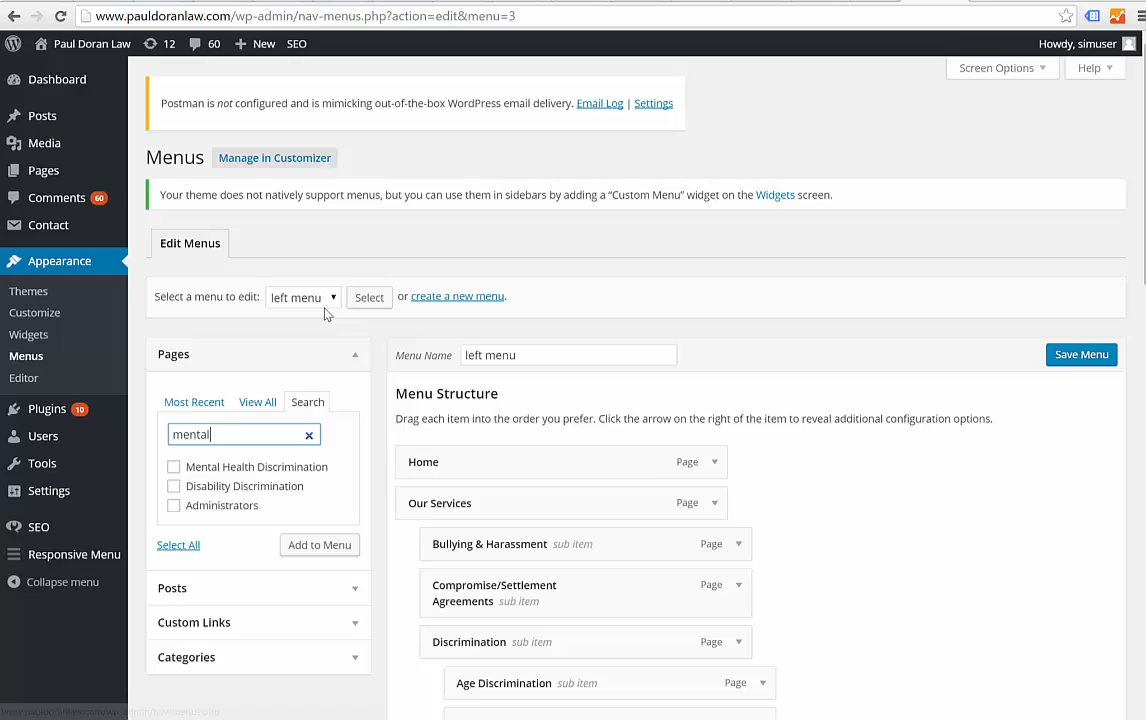 www.pauldoranlaw.com/wp-admin/nav-menus.php?action=edit&menu=3
Paul Doran Law 12 60 New SEO Howdy, simuser
Screen Options Help
Dashboard
Posts
Media
Pages
Comments 60
Contact
Appearance
Themes
Customize
Widgets
Menus
Editor
Plugins 10
Users
Tools
Settings
SEO
Responsive Menu
Collapse menu
Postman is not configured and is mimicking out-of-the-box WordPress email delivery. Email Log | Settings
Menus Manage in Customizer
Your theme does not natively support menus, but you can use them in sidebars by adding a “Custom Menu” widget on the Widgets screen.
Edit Menus
Select a menu to edit: left menu Select or create a new menu.
Pages
Most Recent View All Search
mental
Mental Health Discrimination
Disability Discrimination
Administrators
Select All Add to Menu
Posts
Custom Links
Categories
Menu Name left menu Save Menu
Menu Structure
Drag each item into the order you prefer. Click the arrow on the right of the item to reveal additional configuration options.
Home Page
Our Services Page
Bullying & Harassment sub item Page
Compromise/Settlement Page
Agreements sub item
Discrimination sub item Page
Age Discrimination sub item Page